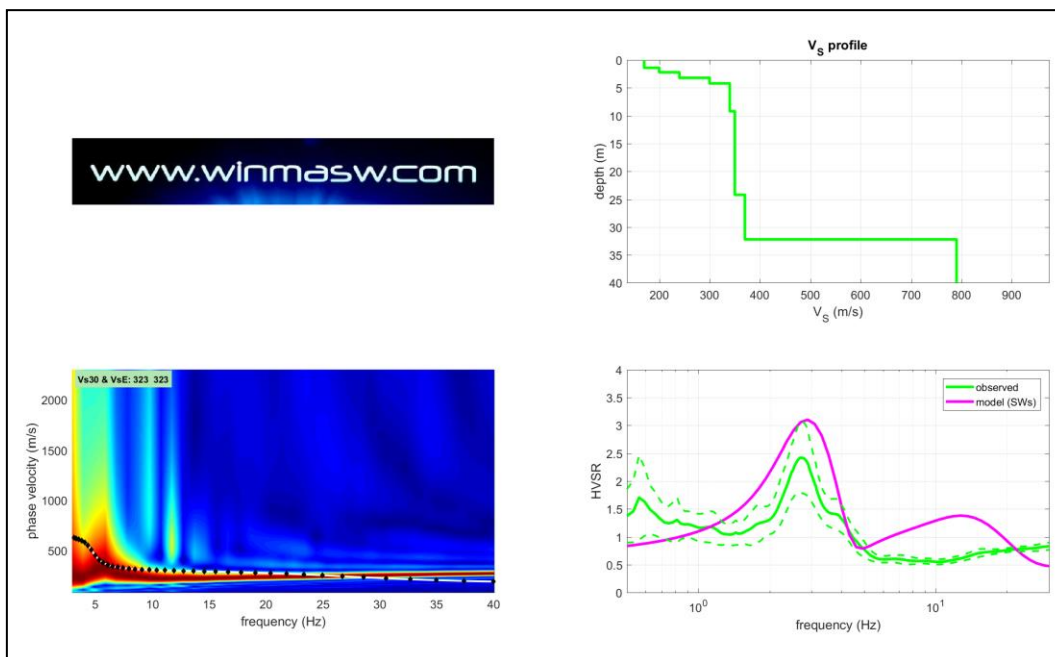 www.winmasw.com
V_S profile
0
5
10
15
20
25
30
35
40
depth (m)
200 300 400 500 600 700 800 900
V_S (m/s)
Vs30 & VsE: 323 323
2000
1500
1000
500
phase velocity (m/s)
5 10 15 20 25 30 35 40
frequency (Hz)
observed
model (SWs)
4
3.5
3
2.5
2
1.5
1
0.5
0
HVSR
10^0 10^1
frequency (Hz)